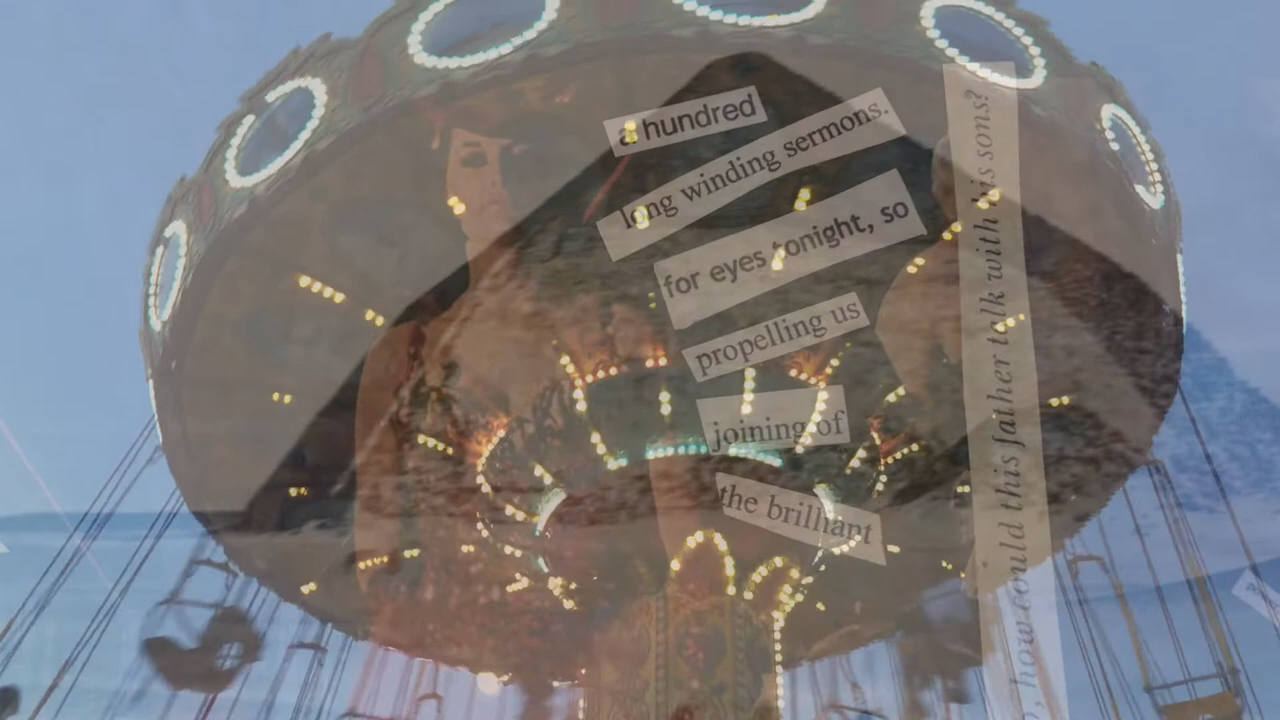 a hundred
long winding sermons.
for eyes tonight, so
propelling us
joining of
the brilliant
how could this father talk with his sons?